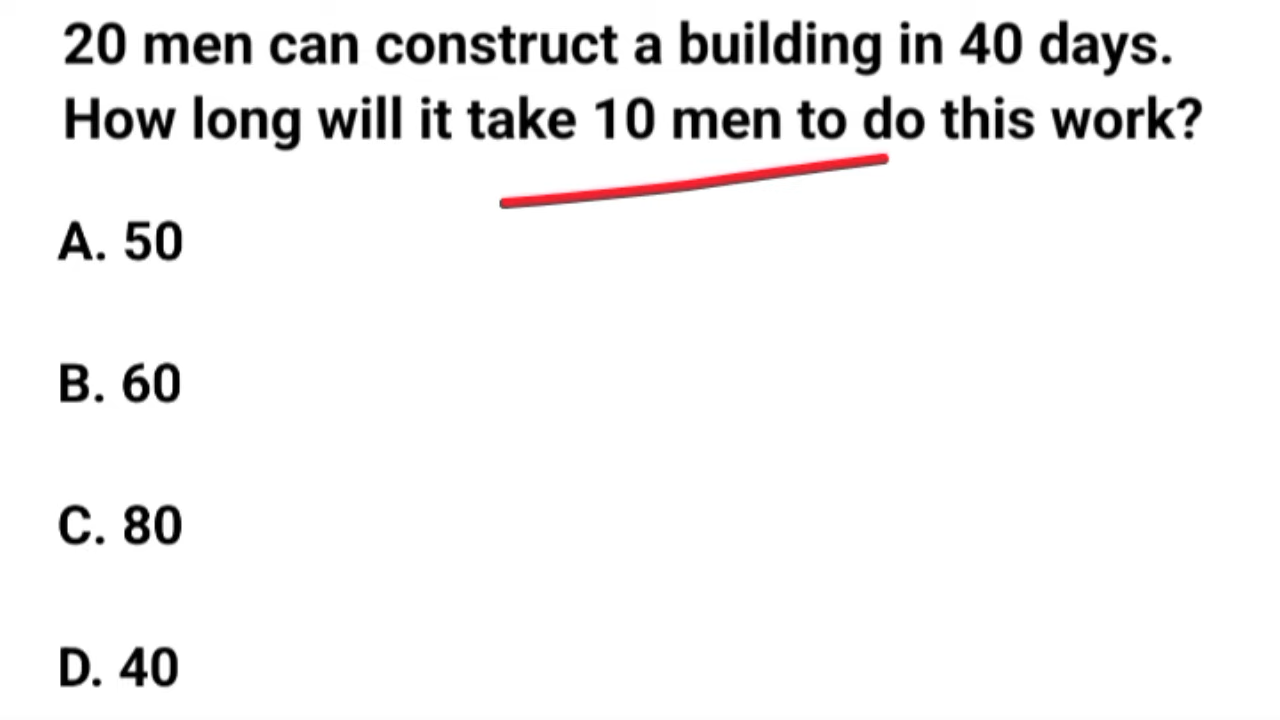 20 men can construct a building in 40 days.
How long will it take 10 men to do this work?
A. 50
B. 60
C. 80
D. 40